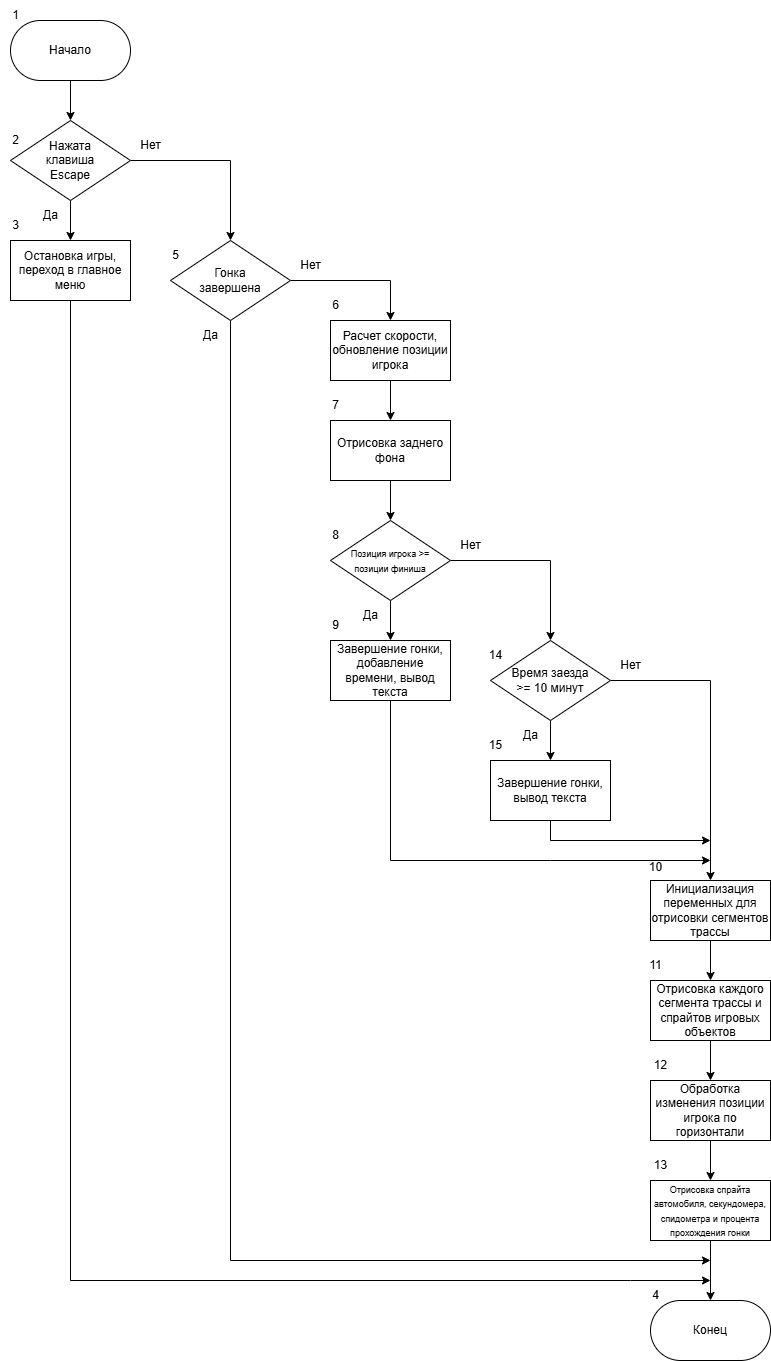 1
Начало
2
Нажата
клавиша
Escape
Нет
Да
3
Остановка игры,
переход в главное
меню
5
Гонка
завершена
Нет
Да
6
Расчет скорости,
обновление позиции
игрока
7
Отрисовка заднего
фона
8
Позиция игрока >=
позиции финиша
Нет
Да
9
Завершение гонки,
добавление
времени, вывод
текста
14
Время заезда
>= 10 минут
Нет
Да
15
Завершение гонки,
вывод текста
10
Инициализация
переменных для
отрисовки сегментов
трассы
11
Отрисовка каждого
сегмента трассы и
спрайтов игровых
объектов
12
Обработка
изменения позиции
игрока по
горизонтали
13
Отрисовка спрайта
автомобиля, секундомера,
спидометра и процента
прохождения гонки
4
Конец